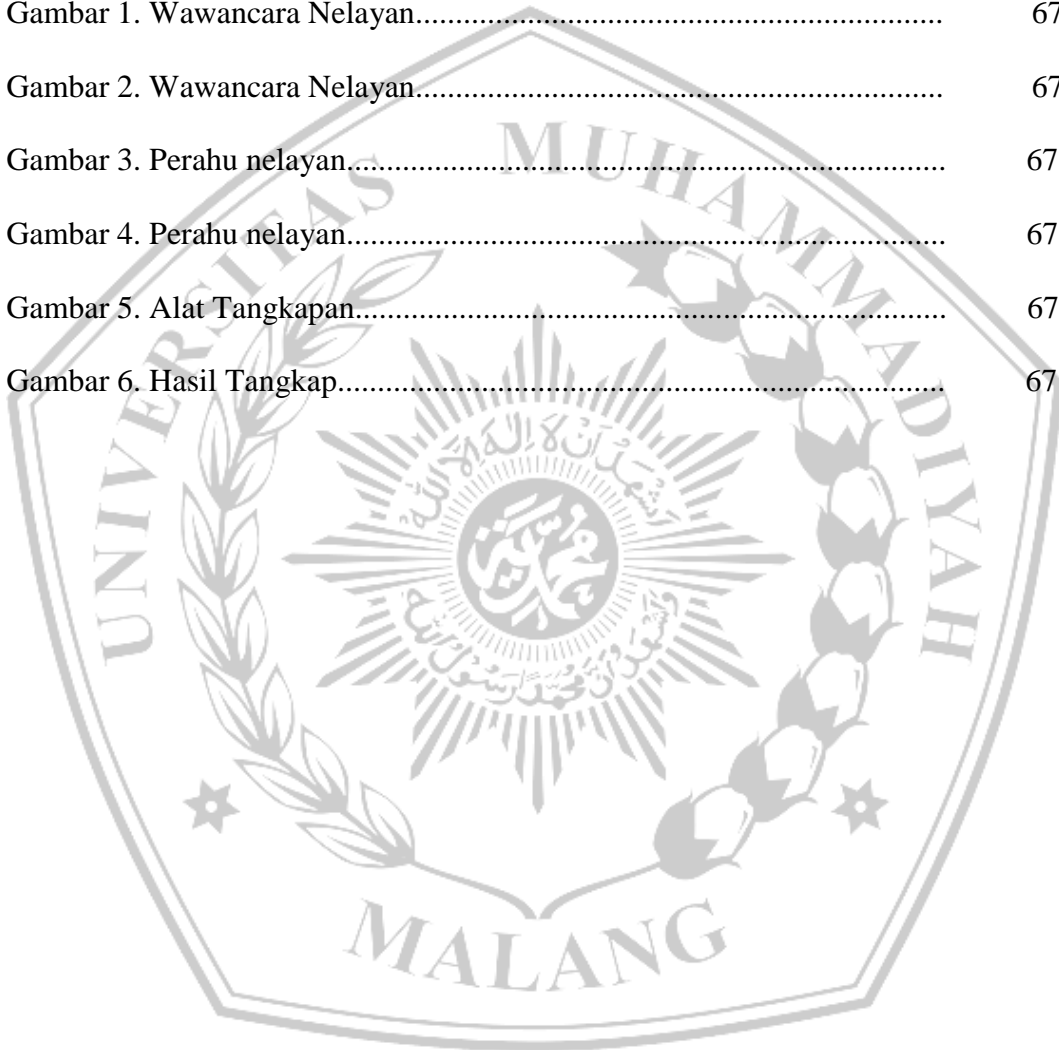 Gambar 1. Wawancara Nelayan.................................................................. 67
Gambar 2. Wawancara Nelayan.................................................................. 67
Gambar 3. Perahu nelayan........................................................................... 67
Gambar 4. Perahu nelayan........................................................................... 67
Gambar 5. Alat Tangkapan.......................................................................... 67
Gambar 6. Hasil Tangkap............................................................................ 67
UNIVERSITAS MUHAMMADIYAH
MALANG